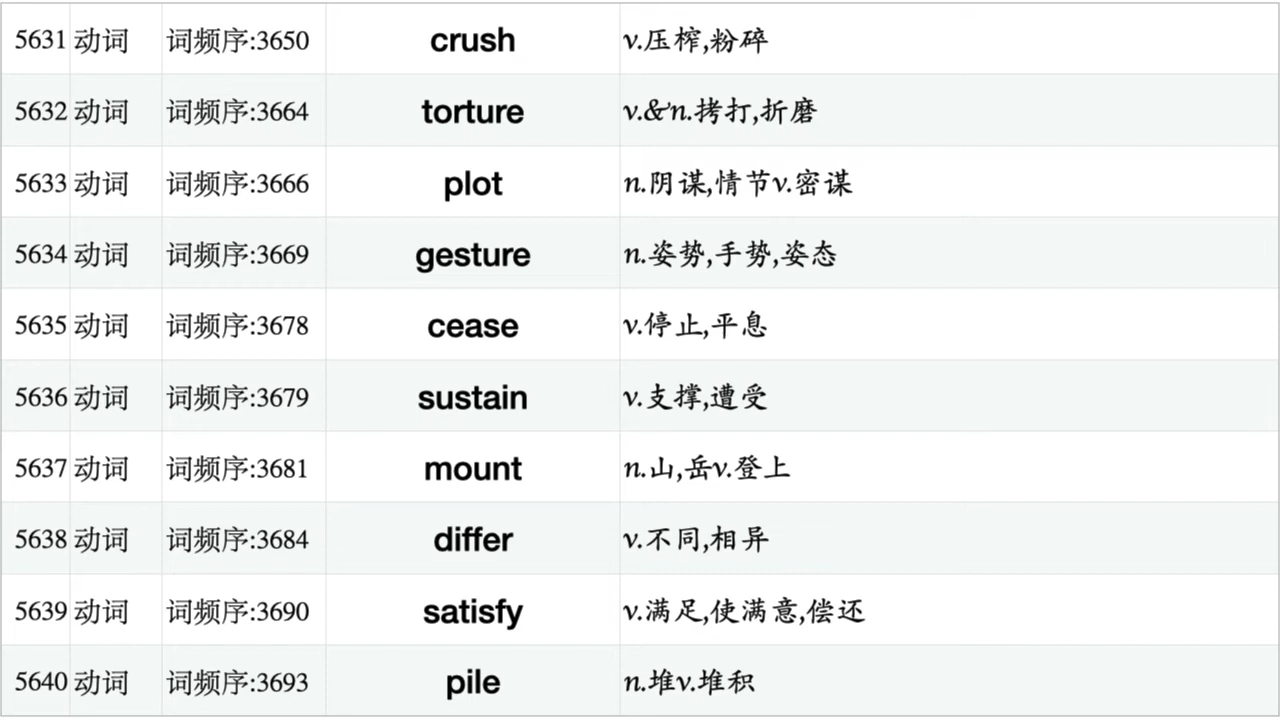 5631 动词 词频序:3650 crush v.压榨,粉碎
5632 动词 词频序:3664 torture v.&n.拷打,折磨
5633 动词 词频序:3666 plot n.阴谋,情节v.密谋
5634 动词 词频序:3669 gesture n.姿势,手势,姿态
5635 动词 词频序:3678 cease v.停止,平息
5636 动词 词频序:3679 sustain v.支撑,遭受
5637 动词 词频序:3681 mount n.山,岳v.登上
5638 动词 词频序:3684 differ v.不同,相异
5639 动词 词频序:3690 satisfy v.满足,使满意,偿还
5640 动词 词频序:3693 pile n.堆v.堆积